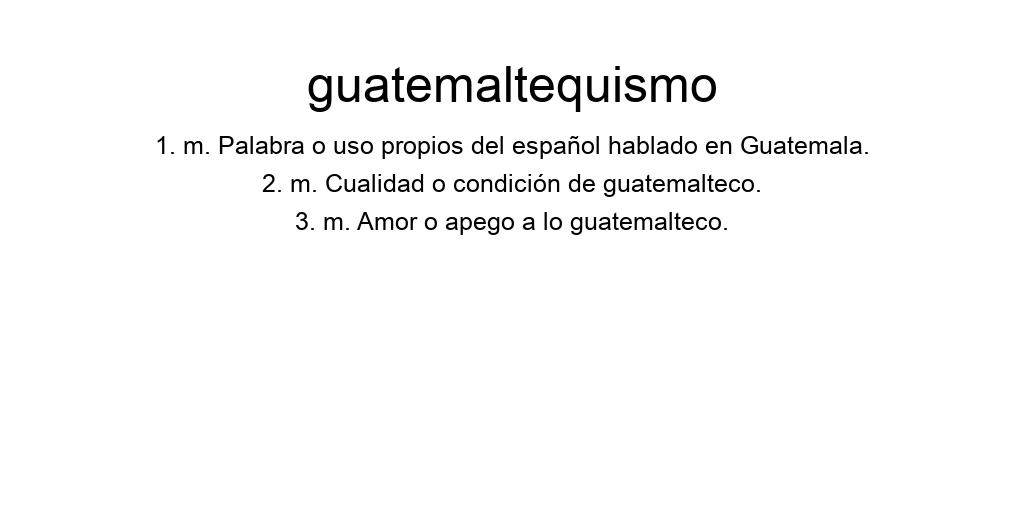 guatemaltequismo
1. m. Palabra o uso propios del español hablado en Guatemala.
2. m. Cualidad o condición de guatemalteco.
3. m. Amor o apego a lo guatemalteco.